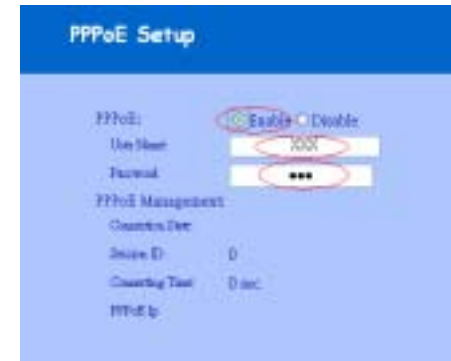 PPPoE Setup
PPPoE: Enable Disable
User Name XXX
Password •••
PPPoE Management:
Connection State
Session ID 0
Connecting Time 0 sec.
PPPoE Ip